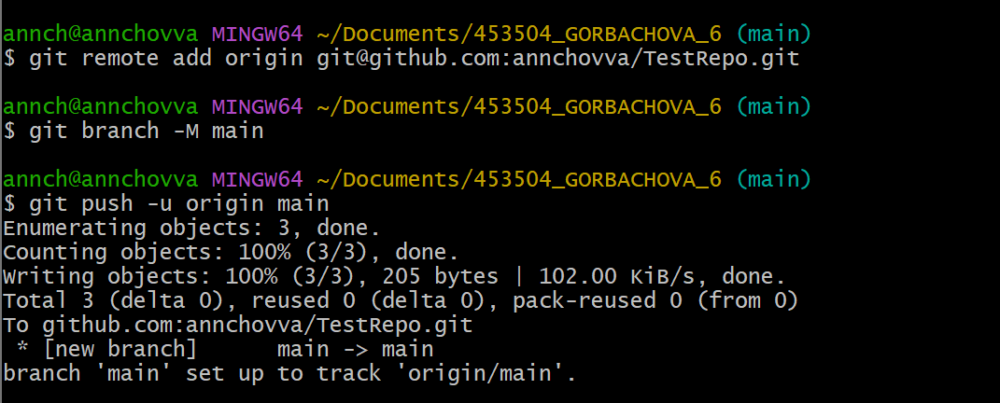 annch@annchovva MINGW64 ~/Documents/453504_GORBACHOVA_6 (main)
$ git remote add origin git@github.com:annchovva/TestRepo.git
annch@annchovva MINGW64 ~/Documents/453504_GORBACHOVA_6 (main)
$ git branch -M main
annch@annchovva MINGW64 ~/Documents/453504_GORBACHOVA_6 (main)
$ git push -u origin main
Enumerating objects: 3, done.
Counting objects: 100% (3/3), done.
Writing objects: 100% (3/3), 205 bytes | 102.00 KiB/s, done.
Total 3 (delta 0), reused 0 (delta 0), pack-reused 0 (from 0)
To github.com:annchovva/TestRepo.git
 * [new branch]      main -> main
branch 'main' set up to track 'origin/main'.